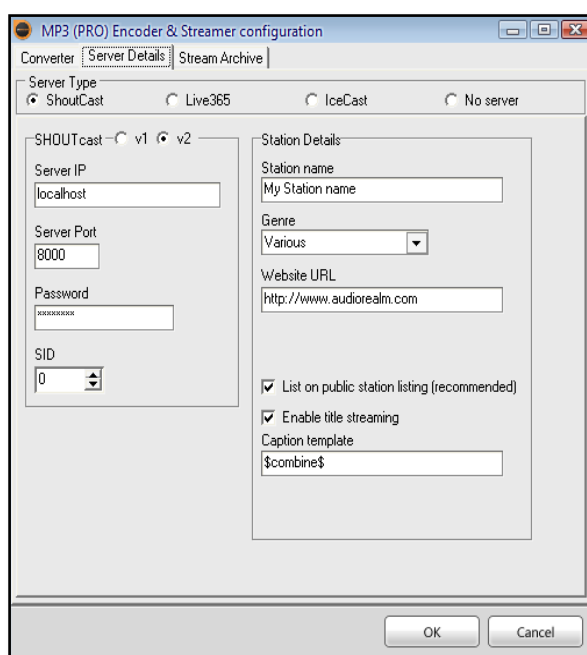 MP3 (PRO) Encoder & Streamer configuration
Converter Server Details Stream Archive
Server Type
ShoutCast Live365 IceCast No server
SHOUTcast v1 v2
Server IP
localhost
Server Port
8000
Password
********
SID
0
Station Details
Station name
My Station name
Genre
Various
Website URL
http://www.audiorealm.com
List on public station listing (recommended)
Enable title streaming
Caption template
$combine$
OK Cancel